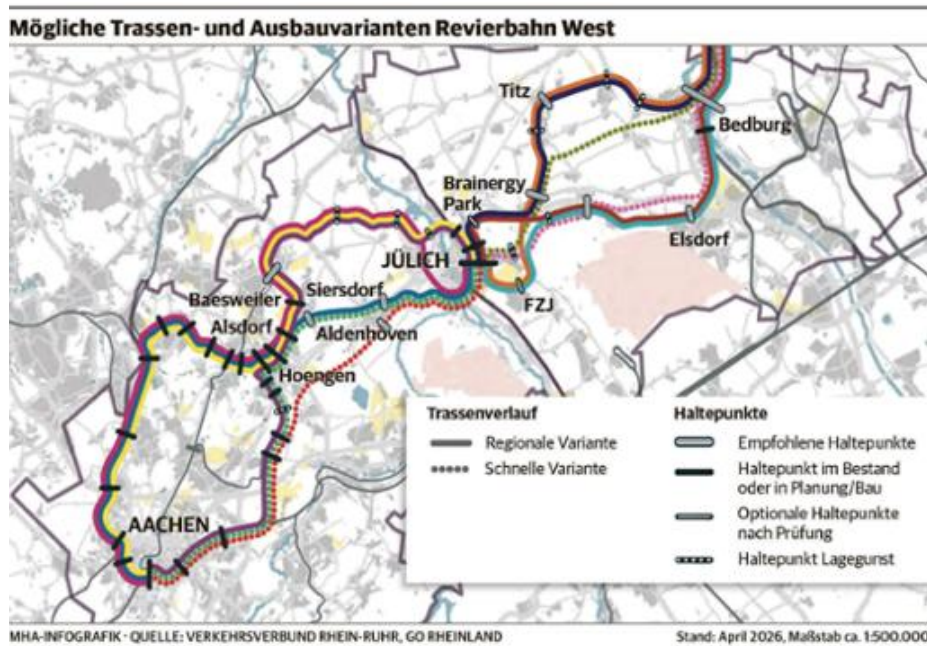 Mögliche Trassen- und Ausbauvarianten Revierbahn West
Titz
Bedburg
Brainergy
Park
Elsdorf
JÜLICH
FZJ
Baesweiler
Siersdorf
Alsdorf
Aldenhoven
Hoengen
AACHEN
Trassenverlauf
Regionale Variante
Schnelle Variante
Haltepunkte
Empfohlene Haltepunkte
Haltepunkt im Bestand
oder in Planung/Bau
Optionale Haltepunkte
nach Prüfung
Haltepunkt Lagegunst
MHA-INFOGRAFIK · QUELLE: VERKEHRSVERBUND RHEIN-RUHR, GO RHEINLAND
Stand: April 2026, Maßstab ca. 1:500.000